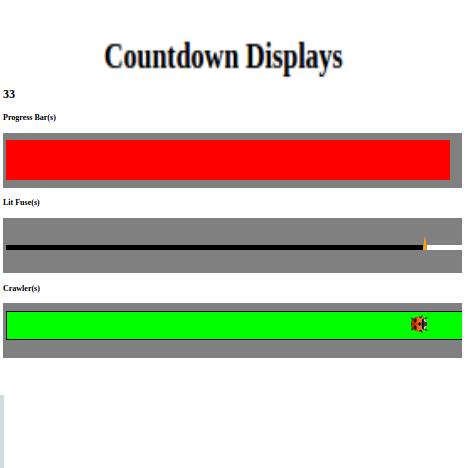 Countdown Displays
33
Progress Bar(s)
Lit Fuse(s)
Crawler(s)